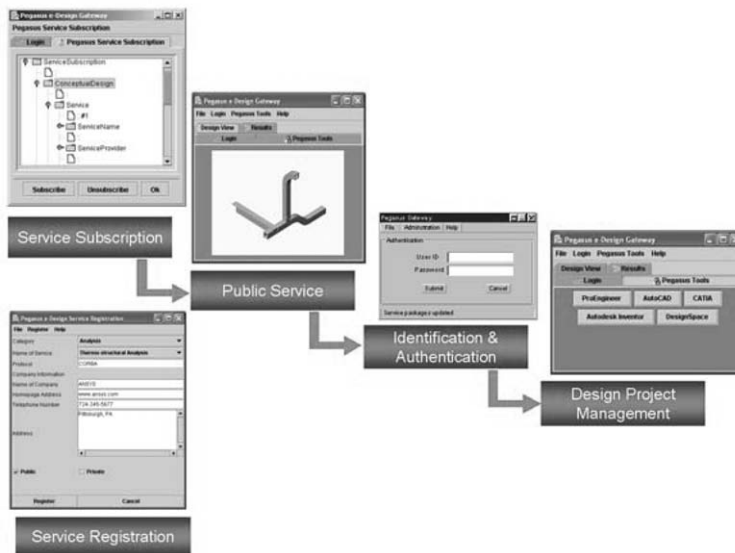 Pegasus e-Design Gateway
Pegasus Service Subscription
Login
Pegasus Service Subscription
ServiceSubscription
ConceptualDesign
Service
#1
ServiceName
ServiceProvider
Subscribe
Unsubscribe
Ok
Service Subscription
Pegasus e-Design Gateway
File Login Pegasus Tools Help
Design View
Results
Login
Pegasus Tools
Public Service
Pegasus Gateway
File Administration Help
Authentication
User ID
Password
Submit
Cancel
Service packages updated
Identification &
Authentication
Pegasus e-Design Gateway
File Login Pegasus Tools Help
Design View
Results
Login
Pegasus Tools
ProEngineer
AutoCAD
CATIA
Autodesk Inventor
DesignSpace
Design Project
Management
Pegasus e-Design Service Registration
File Register Help
Category
Analysis
Name of Service
Thermo-structural Analysis
Protocol
CORBA
Company Information
Name of Company
ANSYS
Homepage Address
www.ansys.com
Telephone Number
Address
Pittsburgh, PA
Public
Private
Register
Cancel
Service Registration